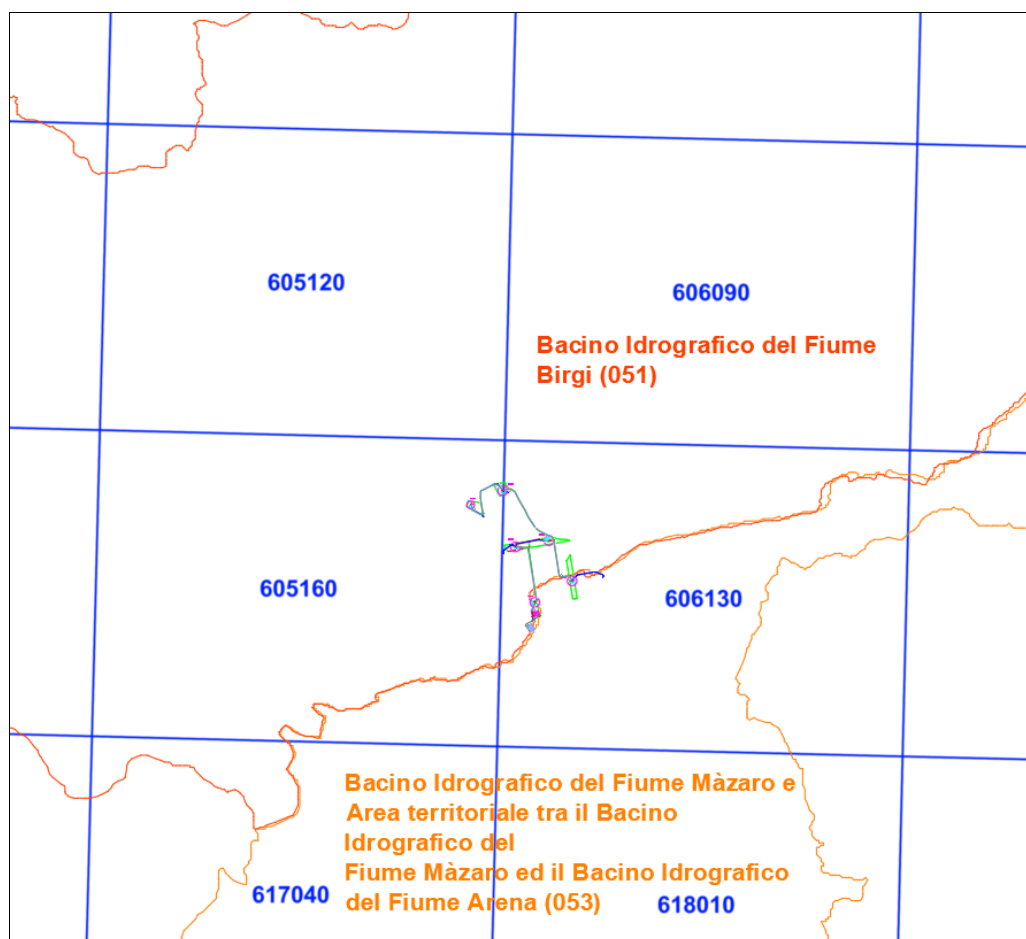 605120
606090
Bacino Idrografico del Fiume
Birgi (051)
605160
606130
Bacino Idrografico del Fiume Màzaro e
Area territoriale tra il Bacino
Idrografico del
Fiume Màzaro ed il Bacino Idrografico
del Fiume Arena (053)
617040
618010